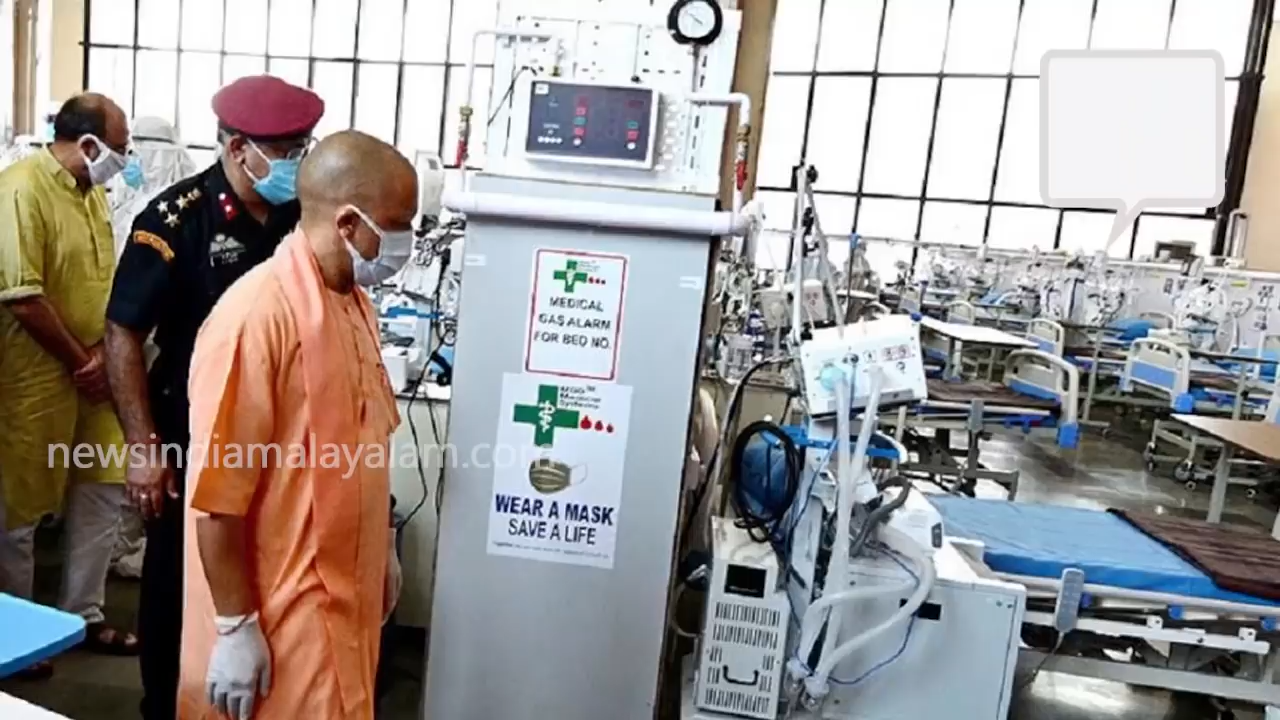 MEDICAL
GAS ALARM
FOR BED NO.
newsindiamalayalam.com
WEAR A MASK
SAVE A LIFE